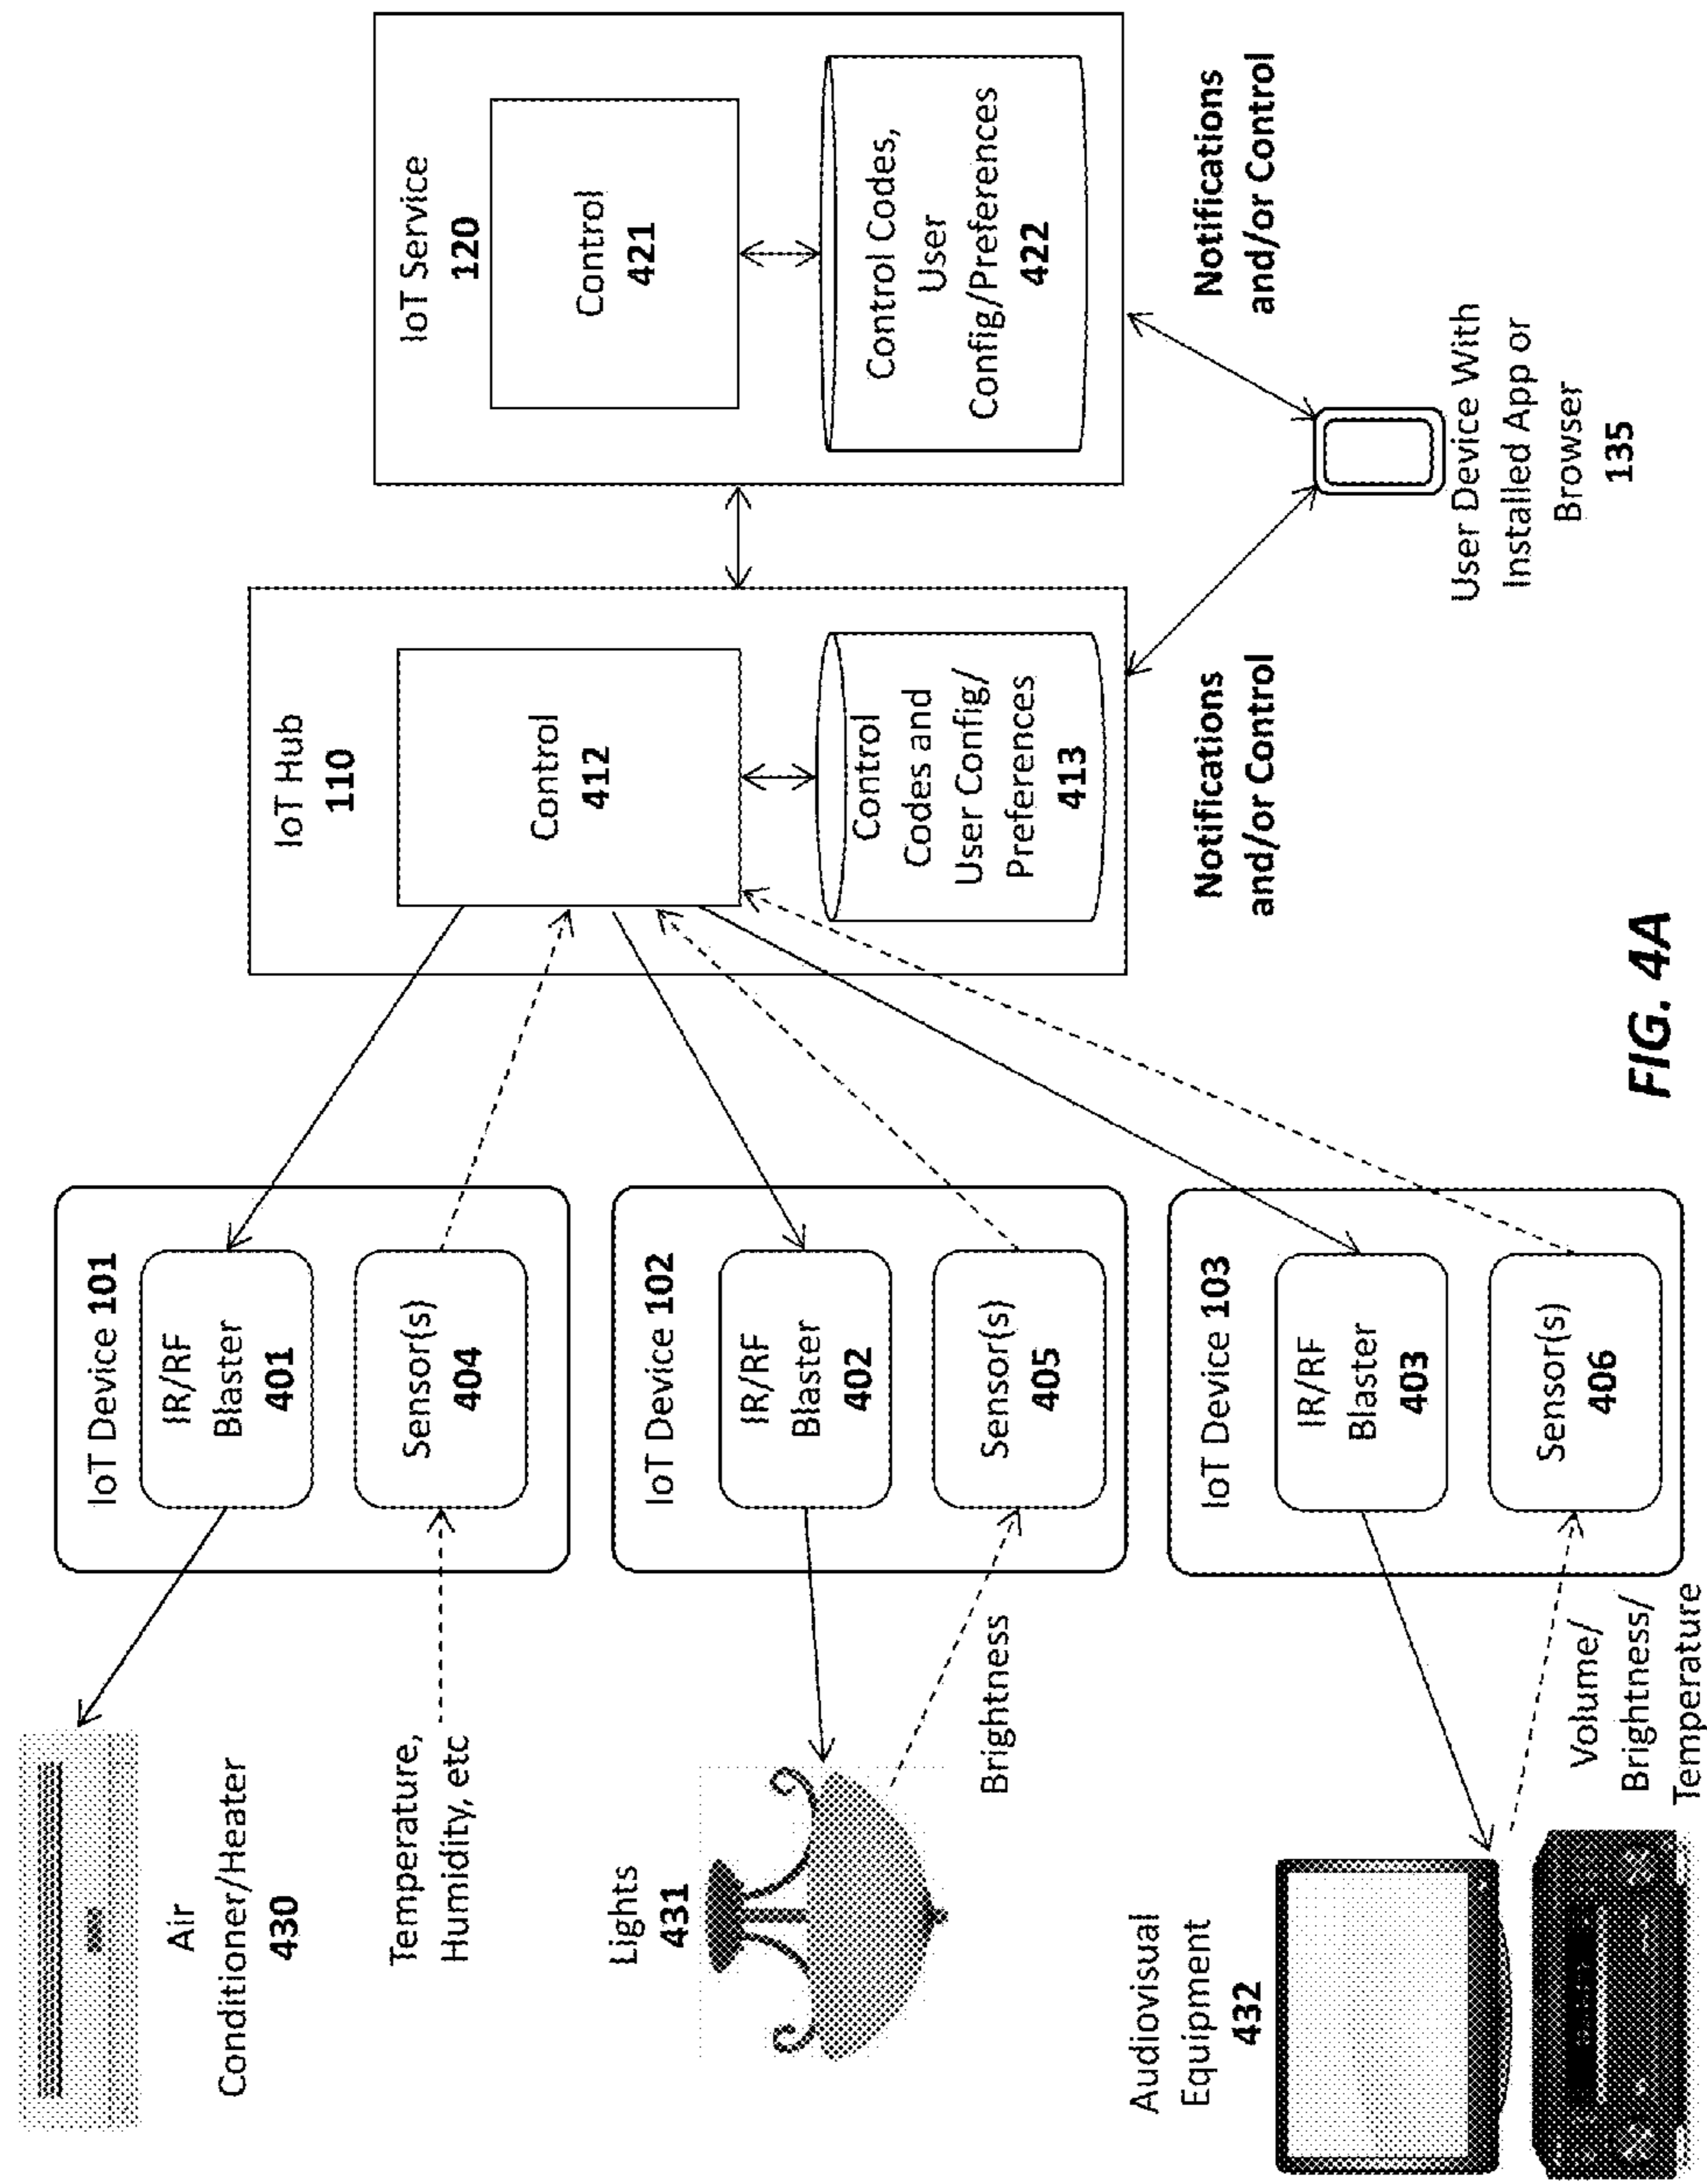 Air
Conditioner/Heater
430
Temperature,
Humidity, etc
Lights
431
Brightness
Audiovisual
Equipment
432
Volume/
Brightness/
Temperature
IoT Device 101
IR/RF
Blaster
401
Sensor(s)
404
IoT Device 102
IR/RF
Blaster
402
Sensor(s)
405
IoT Device 103
IR/RF
Blaster
403
Sensor(s)
406
IoT Hub
110
Control
412
Control
Codes and
User Config/
Preferences
413
Notifications
and/or Control
IoT Service
120
Control
421
Control Codes,
User
Config/Preferences
422
Notifications
and/or Control
User Device With
Installed App or
Browser
135
FIG. 4A